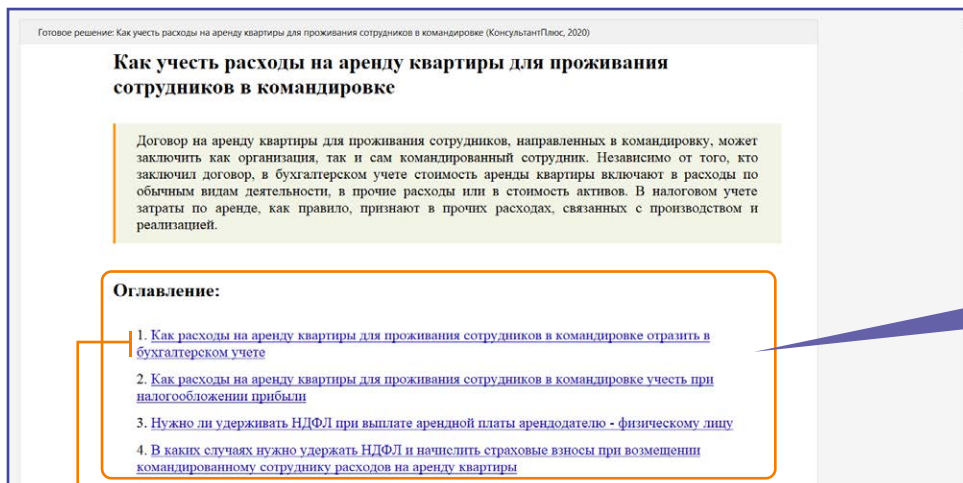 Готовое решение: Как учесть расходы на аренду квартиры для проживания сотрудников в командировке (КонсультантПлюс, 2020)
Как учесть расходы на аренду квартиры для проживания
сотрудников в командировке
Договор на аренду квартиры для проживания сотрудников, направленных в командировку, может
заключить как организация, так и сам командированный сотрудник. Независимо от того, кто
заключил договор, в бухгалтерском учете стоимость аренды квартиры включают в расходы по
обычным видам деятельности, в прочие расходы или в стоимость активов. В налоговом учете
затраты по аренде, как правило, признают в прочих расходах, связанных с производством и
реализацией.
Оглавление:
1. Как расходы на аренду квартиры для проживания сотрудников в командировке отразить в
бухгалтерском учете
2. Как расходы на аренду квартиры для проживания сотрудников в командировке учесть при
налогообложении прибыли
3. Нужно ли удерживать НДФЛ при выплате арендной платы арендодателю - физическому лицу
4. В каких случаях нужно удержать НДФЛ и начислить страховые взносы при возмещении
командированному сотруднику расходов на аренду квартиры